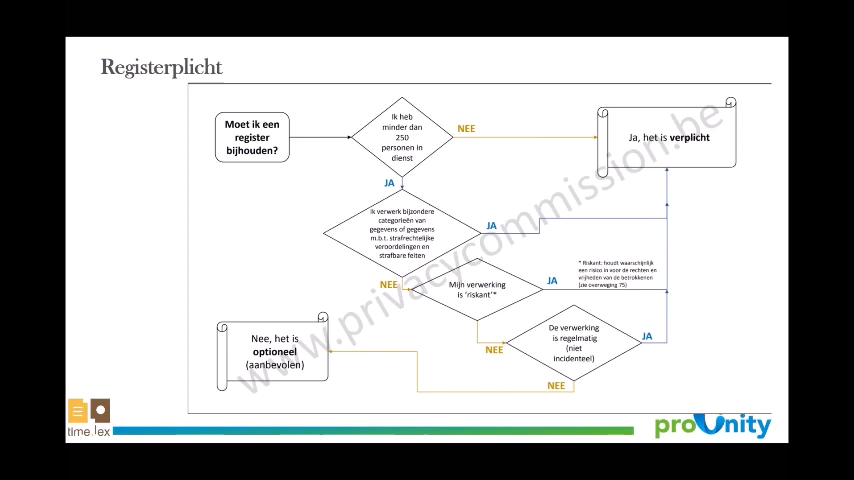 Registerplicht
Moet ik een
register
bijhouden?
Ik heb
minder dan
250
personen in
dienst
NEE
Ja, het is verplicht
JA
Ik verwerk bijzondere
categorieën van
gegevens of gegevens
m.b.t. strafrechtelijke
veroordelingen en
strafbare feiten
JA
NEE
Mijn verwerking
is ‘riskant’*
JA
* Riskant: houdt waarschijnlijk
een risico in voor de rechten en
vrijheden van de betrokkenen
(zie overweging 75)
NEE
De verwerking
is regelmatig
(niet
incidenteel)
JA
NEE
Nee, het is
optioneel
(aanbevolen)
www.privacycommission.be
time.lex
proUnity